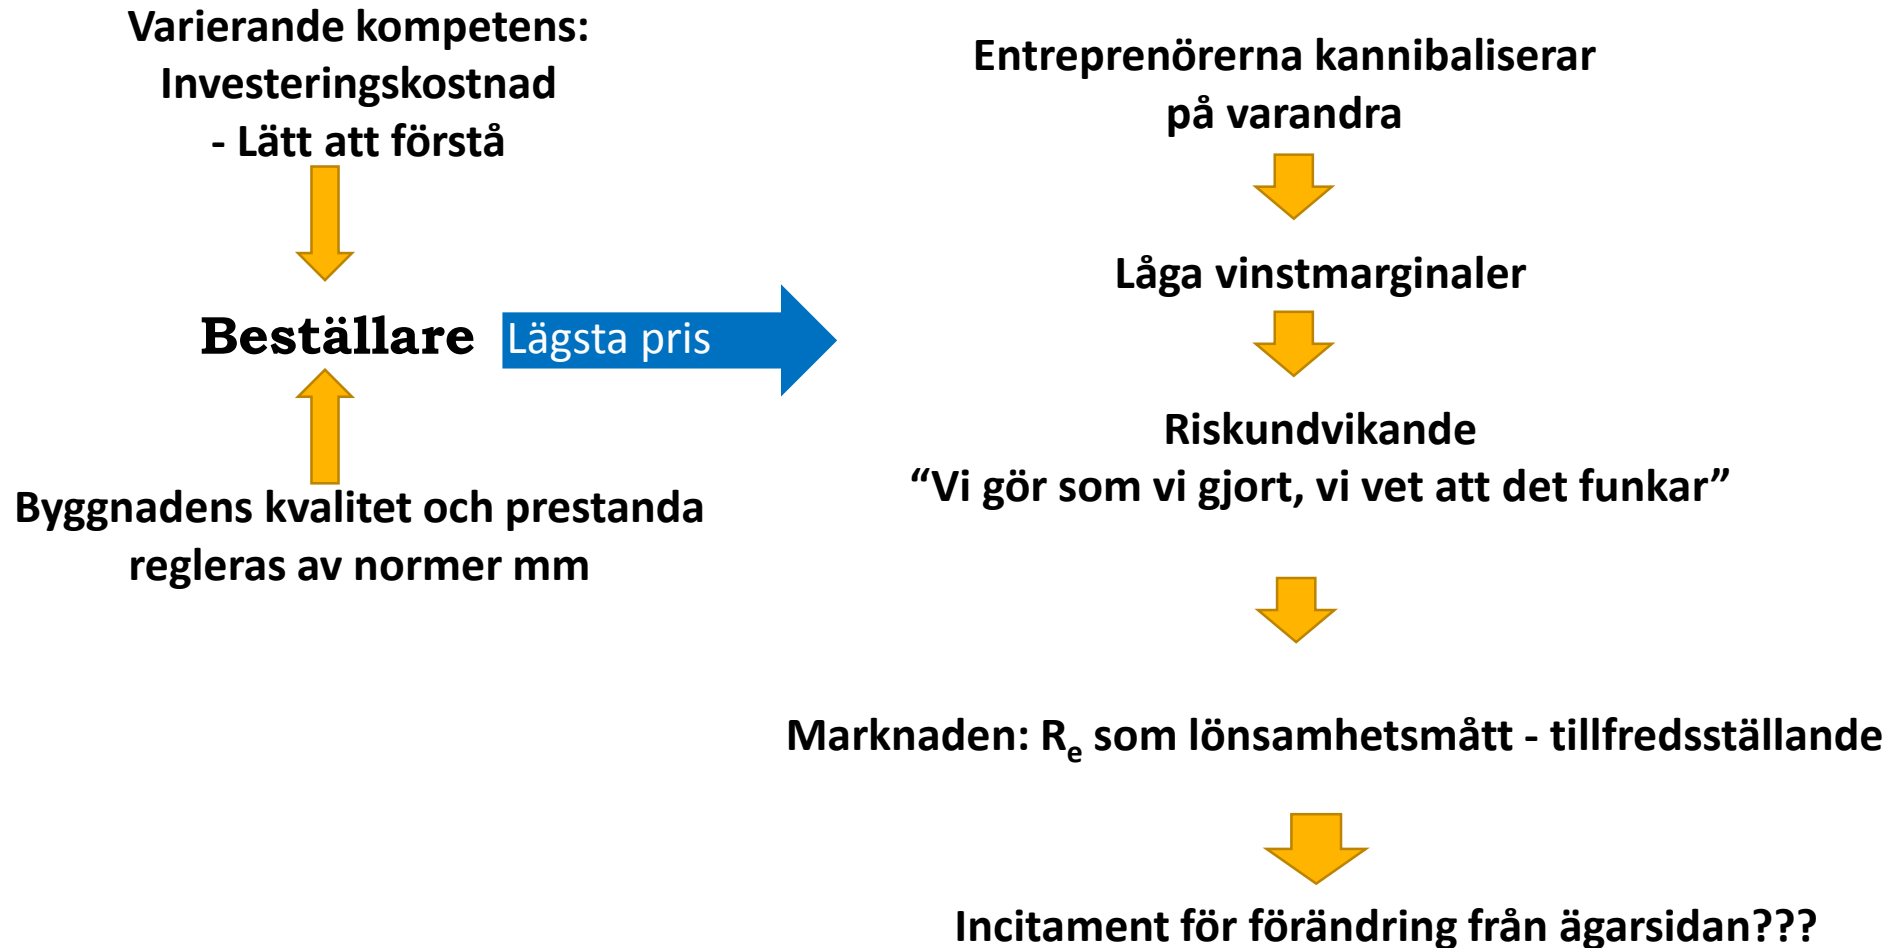 Varierande kompetens:
Investeringskostnad
- Lätt att förstå
Beställare
Lägsta pris
Byggnadens kvalitet och prestanda
regleras av normer mm
Entreprenörerna kannibaliserar
på varandra
Låga vinstmarginaler
Riskundvikande
“Vi gör som vi gjort, vi vet att det funkar”
Marknaden: Re som lönsamhetsmått - tillfredsställande
Incitament för förändring från ägarsidan???